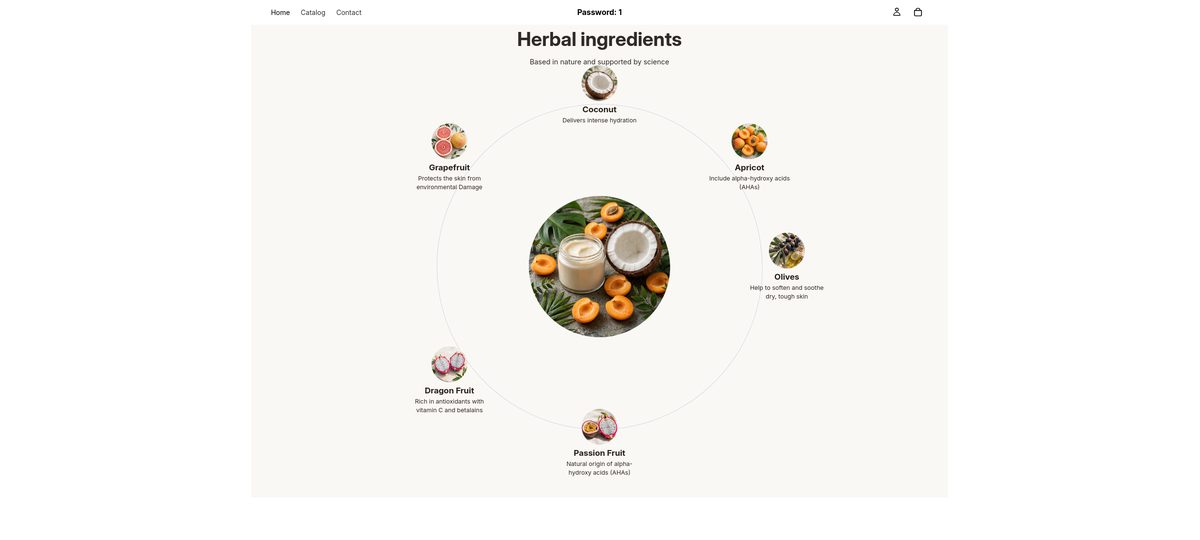 Home Catalog Contact
Password: 1
Herbal ingredients
Based in nature and supported by science
Coconut
Delivers intense hydration
Grapefruit
Protects the skin from
environmental Damage
Apricot
Include alpha-hydroxy acids
(AHAs)
Olives
Help to soften and soothe
dry, tough skin
Dragon Fruit
Rich in antioxidants with
vitamin C and betalains
Passion Fruit
Natural origin of alpha-
hydroxy acids (AHAs)